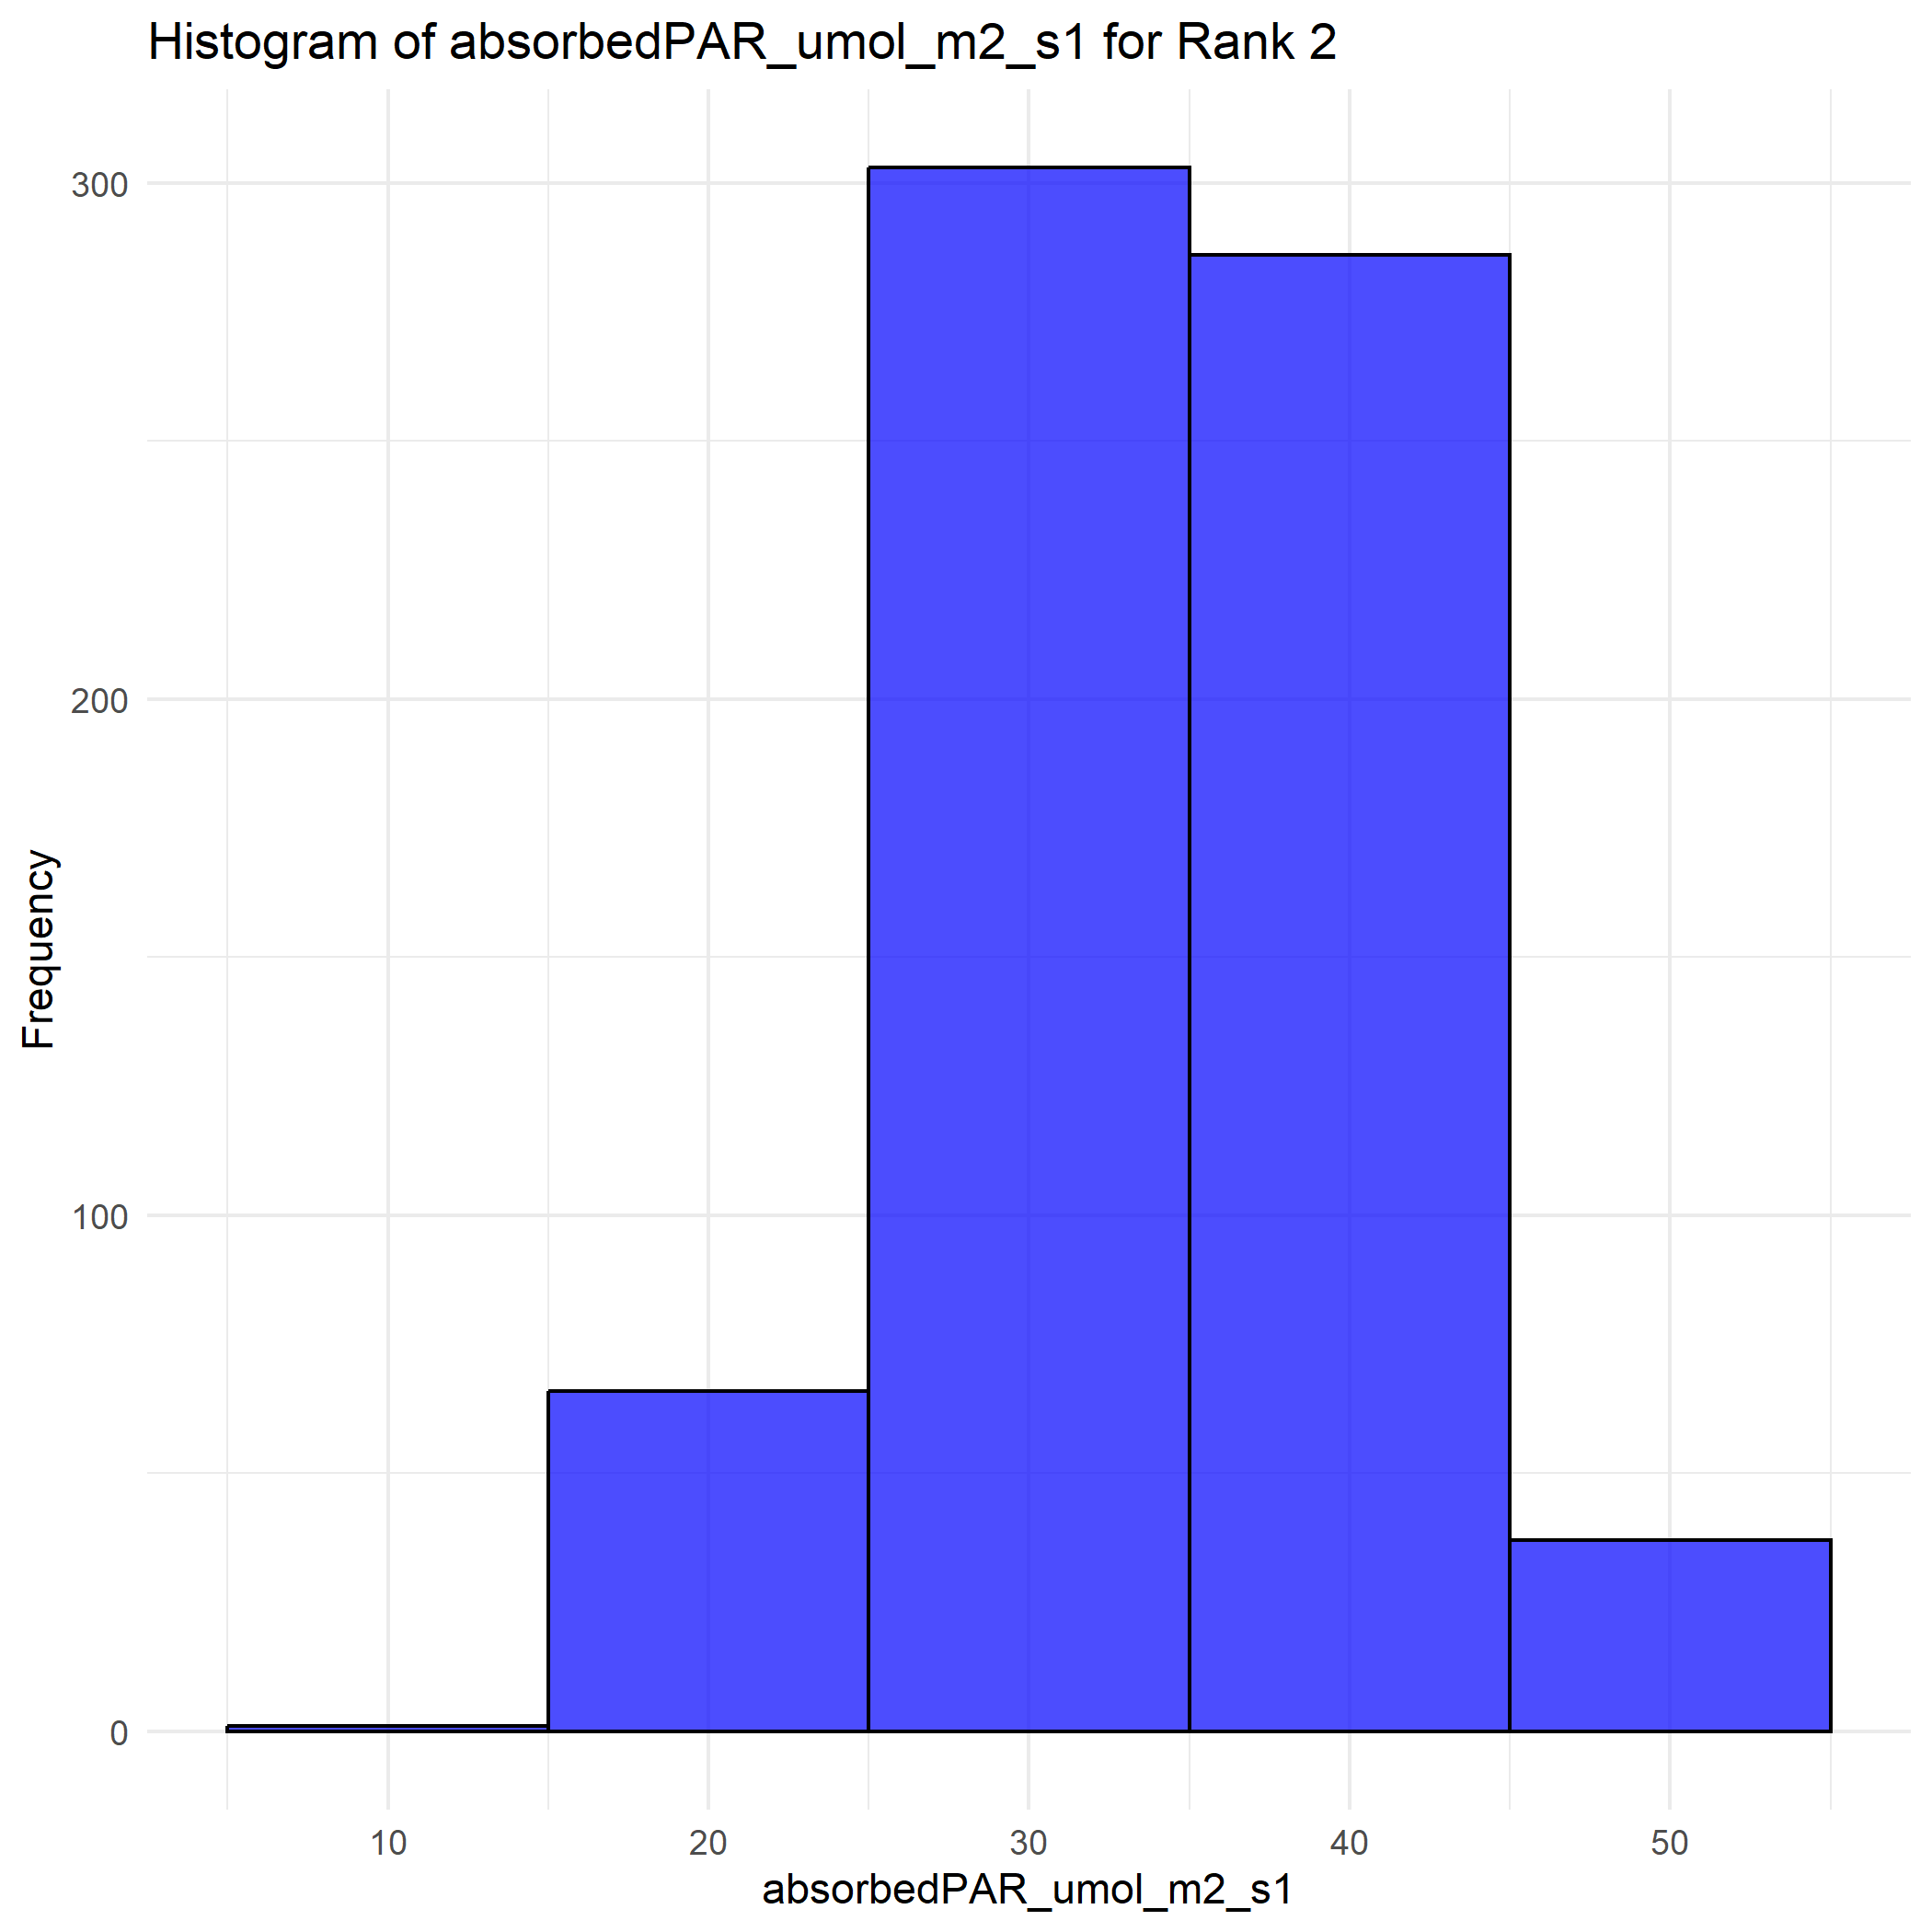 Histogram of absorbedPAR_umol_m2_s1 for Rank 2
Frequency
300
200
100
0
10 20 30 40 50
absorbedPAR_umol_m2_s1